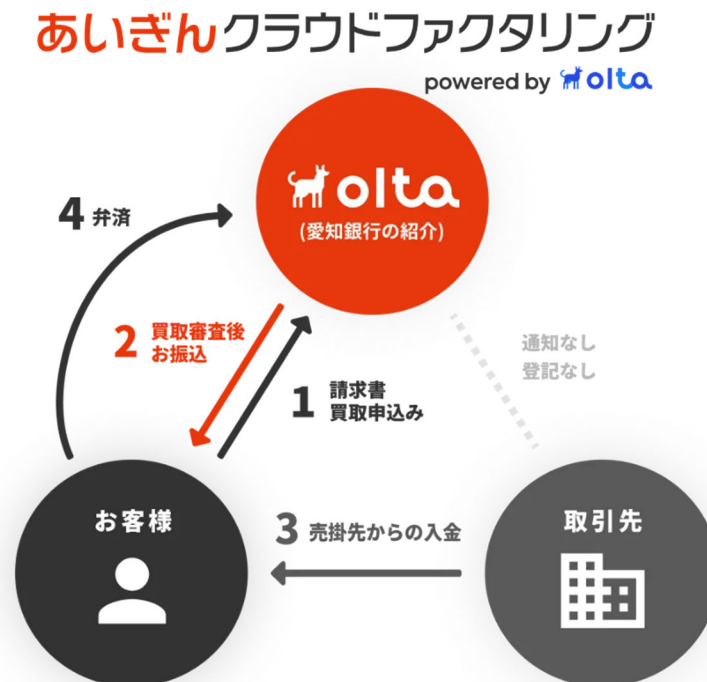 あいぎんクラウドファクタリング
powered by olta
olta
(愛知銀行の紹介)
4 弁済
2 買取審査後
お振込
1 請求書
買取申込み
通知なし
登記なし
お客様
3 売掛先からの入金
取引先